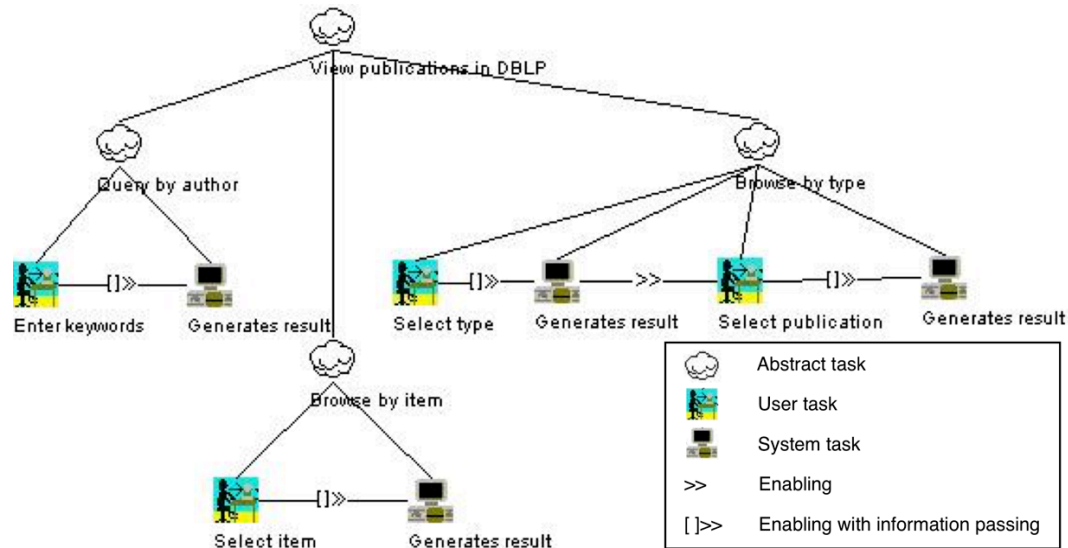 View publications in DBLP
Query by author
Browse by type
[]>>
[]>>
>>
[]>>
Enter keywords
Generates result
Select type
Generates result
Select publication
Generates result
Browse by item
[]>>
Select item
Generates result
Abstract task
User task
System task
>> Enabling
[ ]>> Enabling with information passing